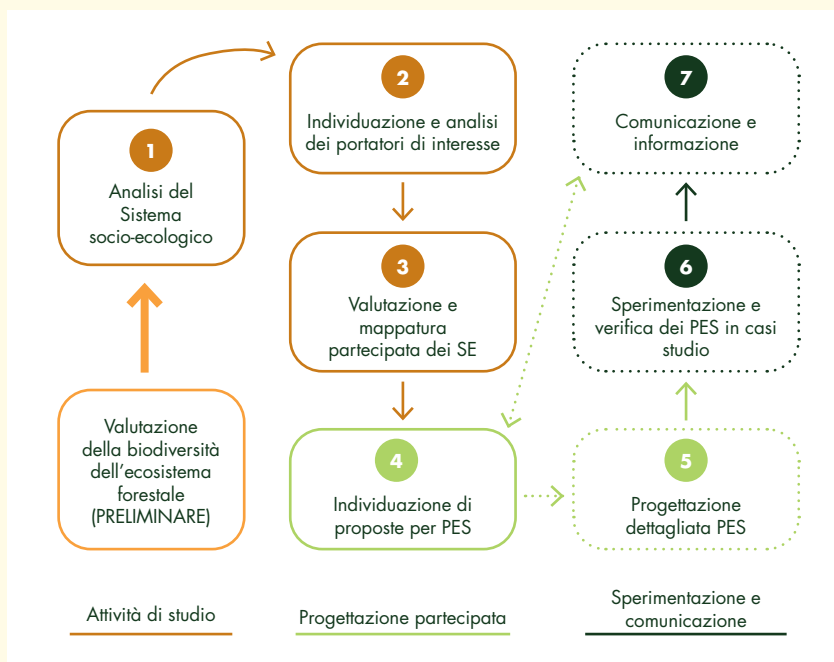 1
Analisi del
Sistema
socio-ecologico
Valutazione
della biodiversità
dell'ecosistema
forestale
(PRELIMINARE)
2
Individuazione e analisi
dei portatori di interesse
3
Valutazione e
mappatura
partecipata dei SE
4
Individuazione di
proposte per PES
7
Comunicazione e
informazione
6
Sperimentazione e
verifica dei PES in casi
studio
5
Progettazione
dettagliata PES
Attività di studio
Progettazione partecipata
Sperimentazione e
comunicazione